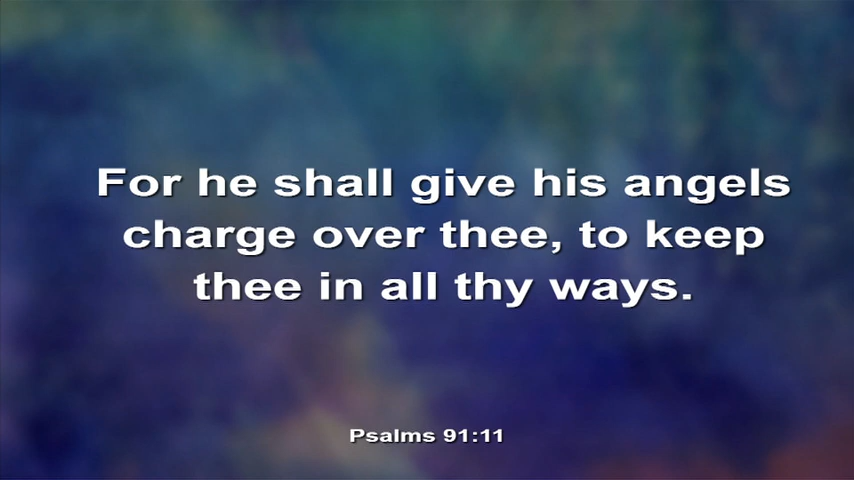 For he shall give his angels
charge over thee, to keep
thee in all thy ways.
Psalms 91:11